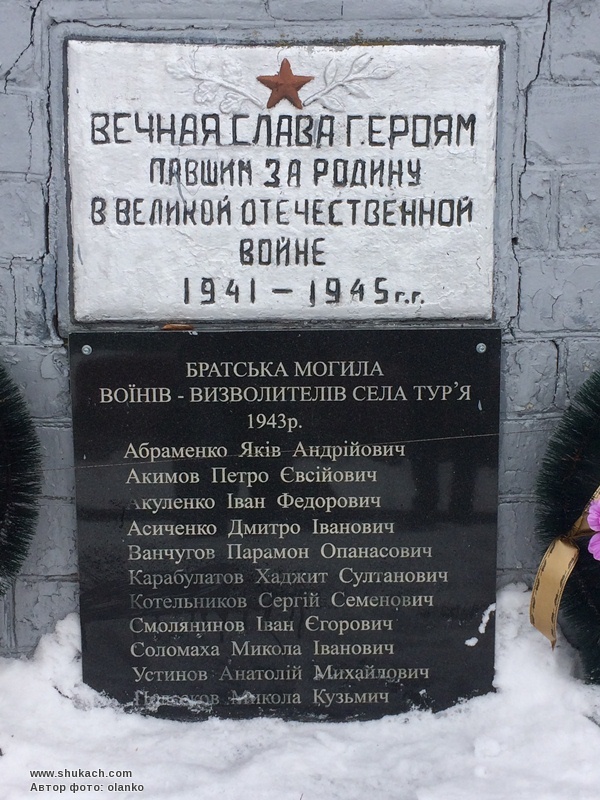 ВЕЧНАЯ СЛАВА ГЕРОЯМ
ПАВШИМ ЗА РОДИНУ
В ВЕЛИКОЙ ОТЕЧЕСТВЕННОЙ
ВОЙНЕ
1941 – 1945 г.г.
БРАТСЬКА МОГИЛА
ВОЇНІВ - ВИЗВОЛИТЕЛІВ СЕЛА ТУР'Я
1943р.
Абраменко Яків Андрійович
Акимов Петро Євсійович
Акуленко Іван Федорович
Асиченко Дмитро Іванович
Ванчугов Парамон Опанасович
Карабулатов Хаджит Султанович
Котельников Сергій Семенович
Смолянинов Іван Єгорович
Соломаха Микола Іванович
Устинов Анатолій Михайлович
Микола Кузьмич
www.shukach.com
Автор фото: olanko